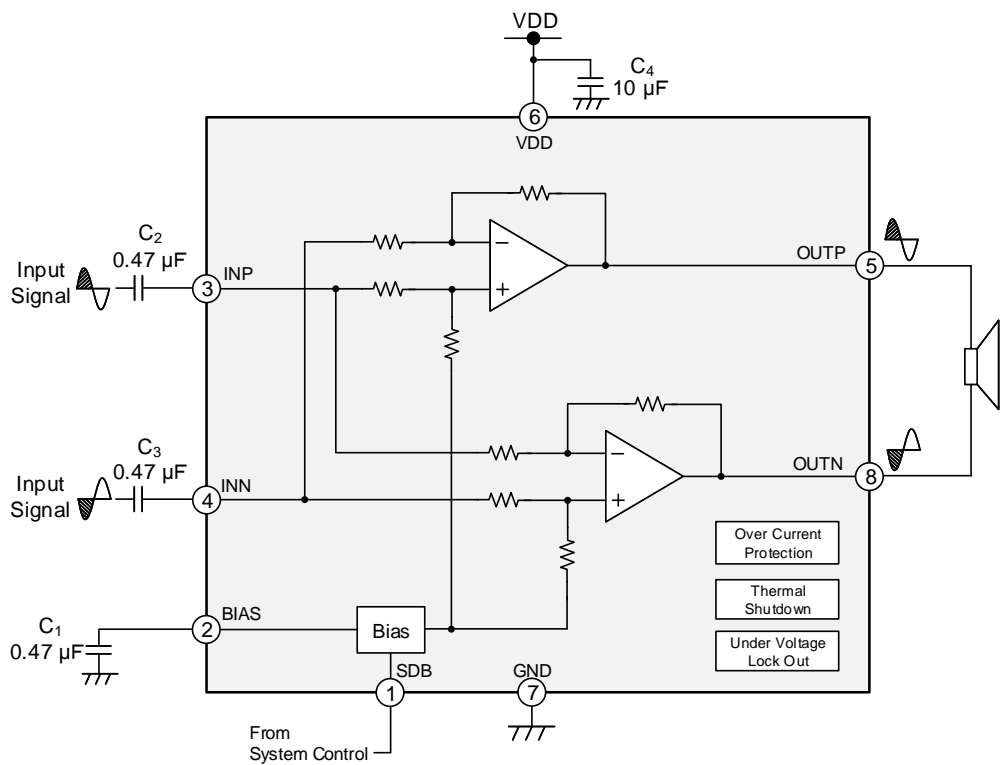 VDD
C₄
10 µF
6
VDD
C₂
0.47 µF
Input
Signal
3
INP
−
+
OUTP
5
C₃
0.47 µF
Input
Signal
4
INN
−
+
OUTN
8
Over Current
Protection
Thermal
Shutdown
Under Voltage
Lock Out
C₁
0.47 µF
2
BIAS
Bias
SDB
1
GND
7
From
System Control